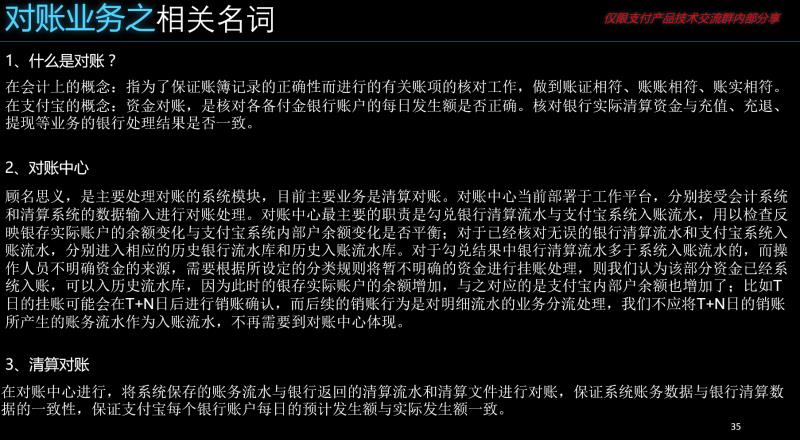 对账业务之相关名词
仅限支付产品技术交流群内部分享
1、什么是对账？
在会计上的概念：指为了保证账簿记录的正确性而进行的有关账项的核对工作，做到账证相符、账账相符、账实相符。
在支付宝的概念：资金对账，是核对各备付金银行账户的每日发生额是否正确。核对银行实际清算资金与充值、充退、
提现等业务的银行处理结果是否一致。
2、对账中心
顾名思义，是主要处理对账的系统模块，目前主要业务是清算对账。对账中心当前部署于工作平台，分别接受会计系统
和清算系统的数据输入进行对账处理。对账中心最主要的职责是勾兑银行清算流水与支付宝系统入账流水，用以检查反
映银存实际账户的余额变化与支付宝系统内部户余额变化是否平衡；对于已经核对无误的银行清算流水和支付宝系统入
账流水，分别进入相应的历史银行流水库和历史入账流水库。对于勾兑结果中银行清算流水多于系统入账流水的，而操
作人员不明确资金的来源，需要根据所设定的分类规则将暂不明确的资金进行挂账处理，则我们认为该部分资金已经系
统入账，可以入历史流水库，因为此时的银存实际账户的余额增加，与之对应的是支付宝内部户余额也增加了；比如T
日的挂账可能会在T+N日后进行销账确认，而后续的销账行为是对明细流水的业务分流处理，我们不应将T+N日的销账
所产生的账务流水作为入账流水，不再需要到对账中心体现。
3、清算对账
在对账中心进行，将系统保存的账务流水与银行返回的清算流水和清算文件进行对账，保证系统账务数据与银行清算数
据的一致性，保证支付宝每个银行账户每日的预计发生额与实际发生额一致。
35